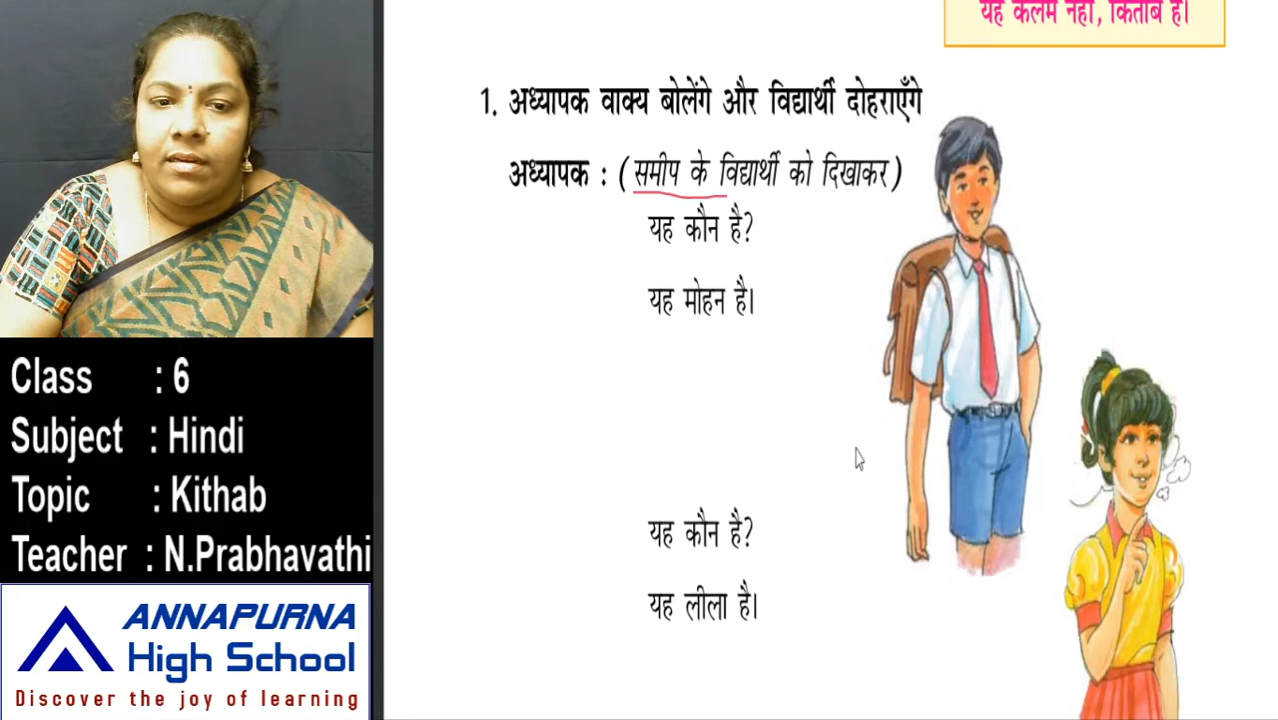 यह कलम नहीं, किताब है।
1. अध्यापक वाक्य बोलेंगे और विद्यार्थी दोहराएँगे
अध्यापक : (समीप के विद्यार्थी को दिखाकर)
यह कौन है?
यह मोहन है।
यह कौन है?
यह लीला है।
Class : 6
Subject : Hindi
Topic : Kithab
Teacher : N.Prabhavathi
ANNAPURNA
High School
Discover the joy of learning